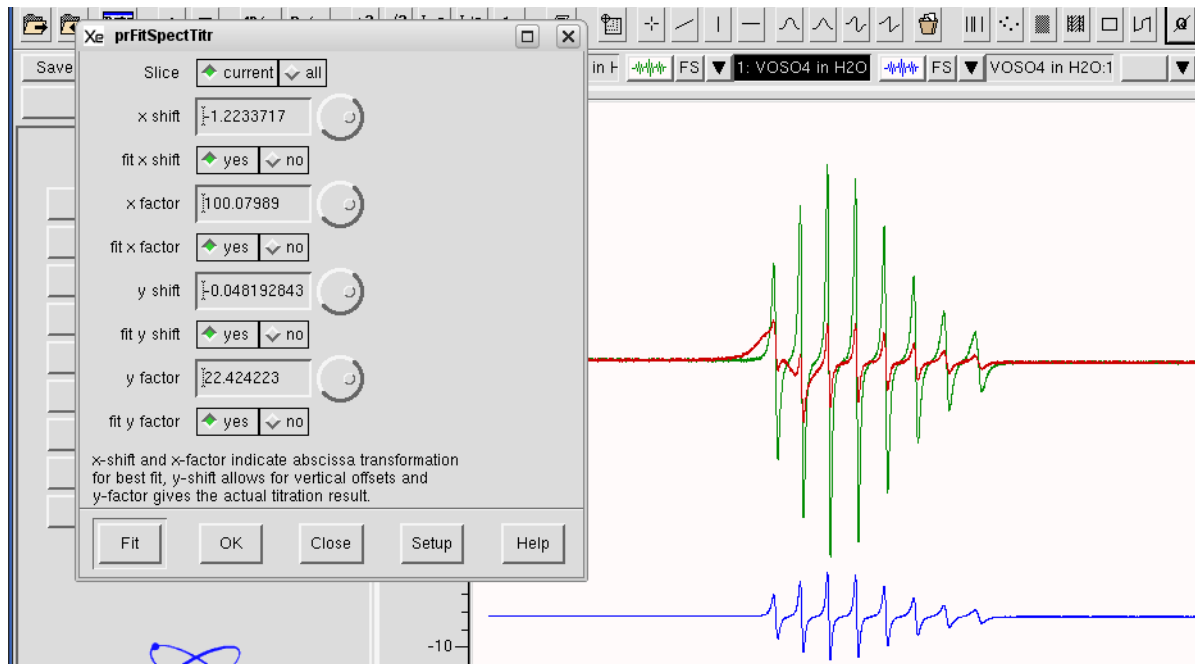 prFitSpectTitr
Save
Slice current all
in H FS 1: VOSO4 in H2O FS VOSO4 in H2O:1
x shift -1.2233717
fit x shift yes no
x factor 100.07989
fit x factor yes no
y shift -0.048192843
fit y shift yes no
y factor 22.424223
fit y factor yes no
x-shift and x-factor indicate abscissa transformation
for best fit, y-shift allows for vertical offsets and
y-factor gives the actual titration result.
Fit OK Close Setup Help
-10